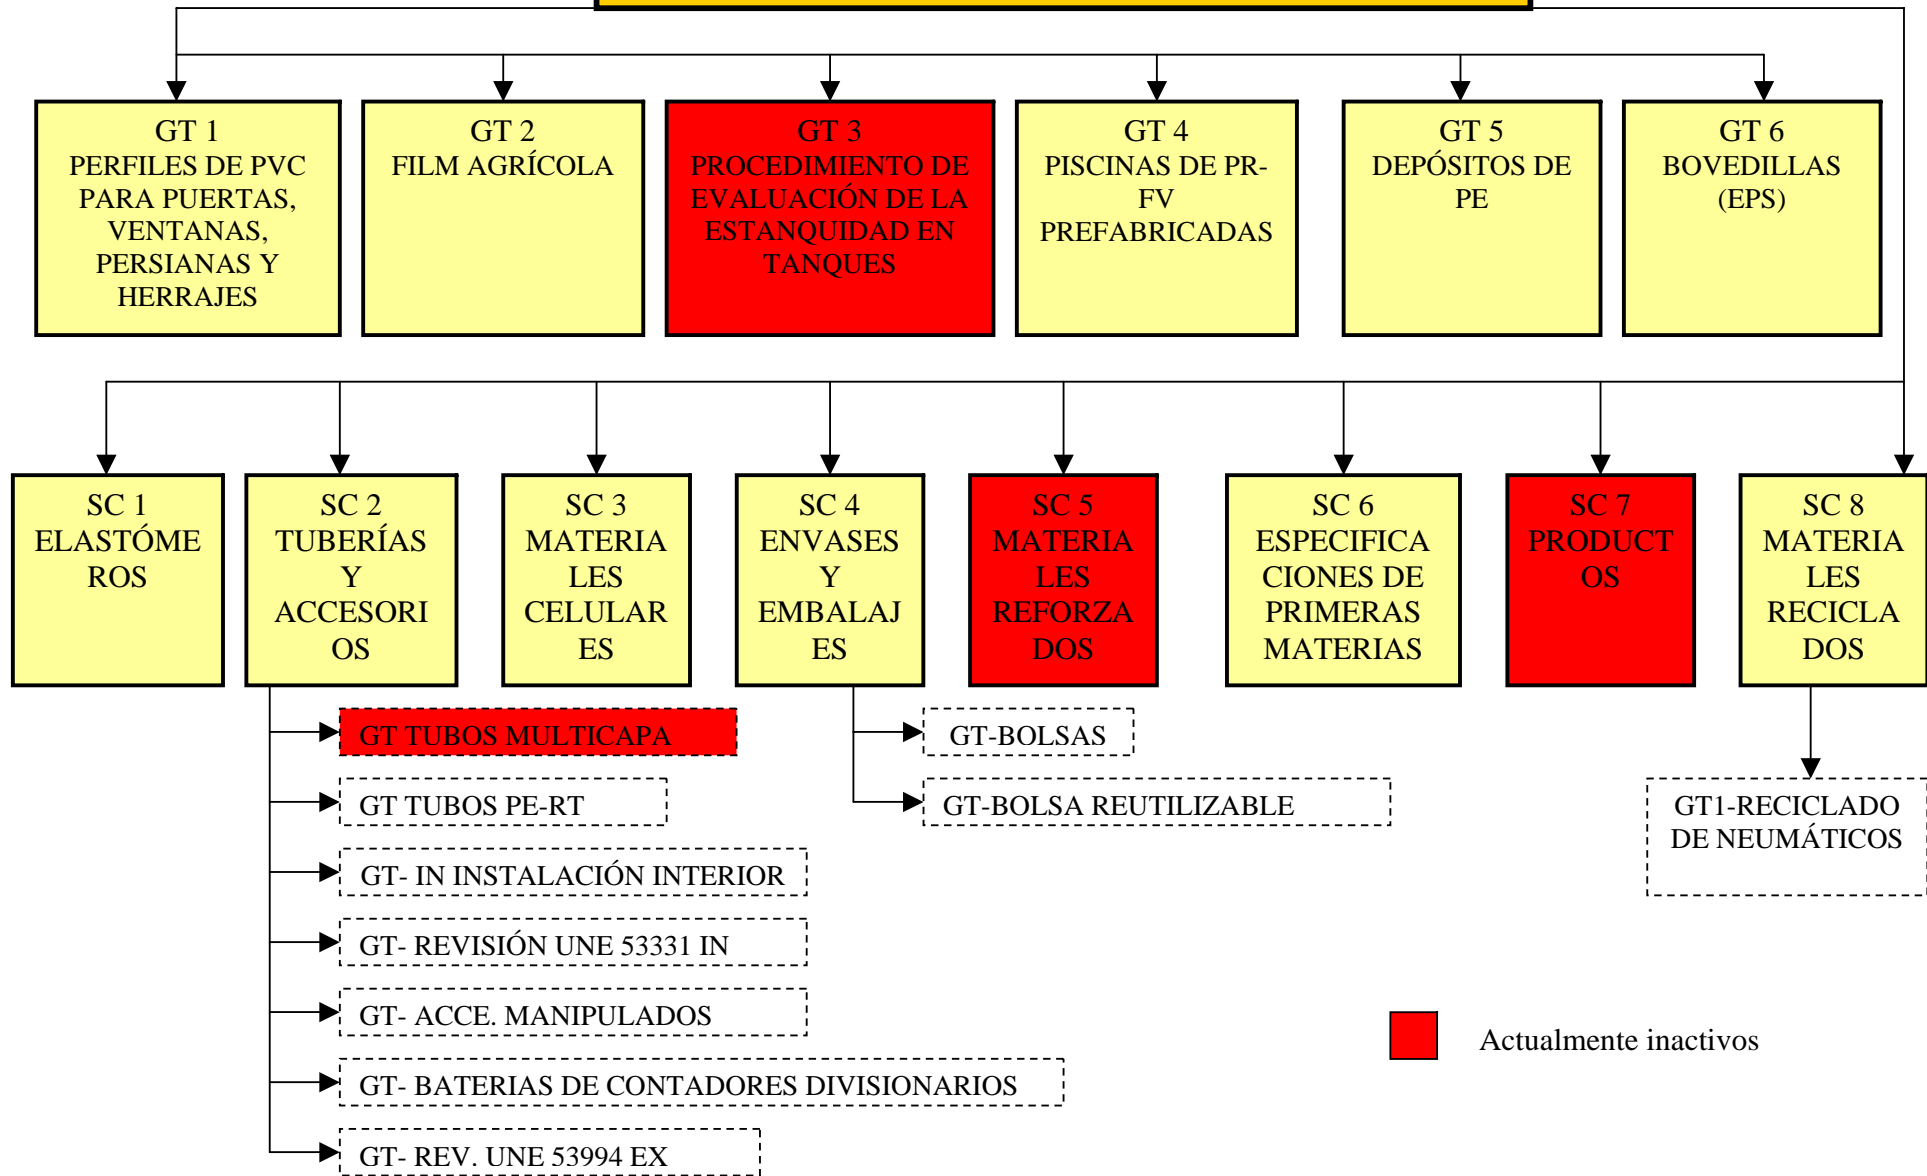 GT 1
PERFILES DE PVC
PARA PUERTAS,
VENTANAS,
PERSIANAS Y
HERRAJES
GT 2
FILM AGRÍCOLA
GT 3
PROCEDIMIENTO DE
EVALUACIÓN DE LA
ESTANQUIDAD EN
TANQUES
GT 4
PISCINAS DE PR-
FV
PREFABRICADAS
GT 5
DEPÓSITOS DE
PE
GT 6
BOVEDILLAS
(EPS)
SC 1
ELASTÓME
ROS
SC 2
TUBERÍAS
Y
ACCESORI
OS
SC 3
MATERIA
LES
CELULAR
ES
SC 4
ENVASES
Y
EMBALAJ
ES
SC 5
MATERIA
LES
REFORZA
DOS
SC 6
ESPECIFICA
CIONES DE
PRIMERAS
MATERIAS
SC 7
PRODUCT
OS
SC 8
MATERIA
LES
RECICLA
DOS
GT TUBOS MULTICAPA
GT TUBOS PE-RT
GT- IN INSTALACIÓN INTERIOR
GT- REVISIÓN UNE 53331 IN
GT- ACCE. MANIPULADOS
GT- BATERIAS DE CONTADORES DIVISIONARIOS
GT- REV. UNE 53994 EX
GT-BOLSAS
GT-BOLSA REUTILIZABLE
GT1-RECICLADO
DE NEUMÁTICOS
Actualmente inactivos